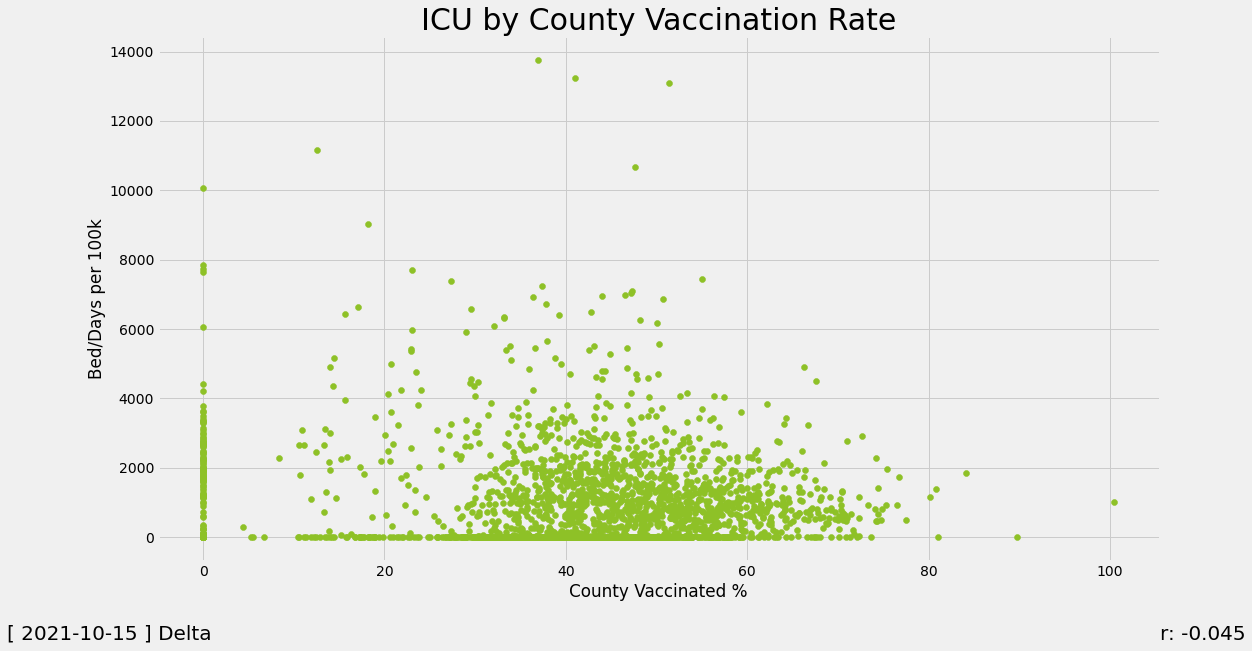 ICU by County Vaccination Rate
14000
12000
10000
8000
6000
4000
2000
0
Bed/Days per 100k
0 20 40 60 80 100
County Vaccinated %
[ 2021-10-15 ] Delta
r: -0.045